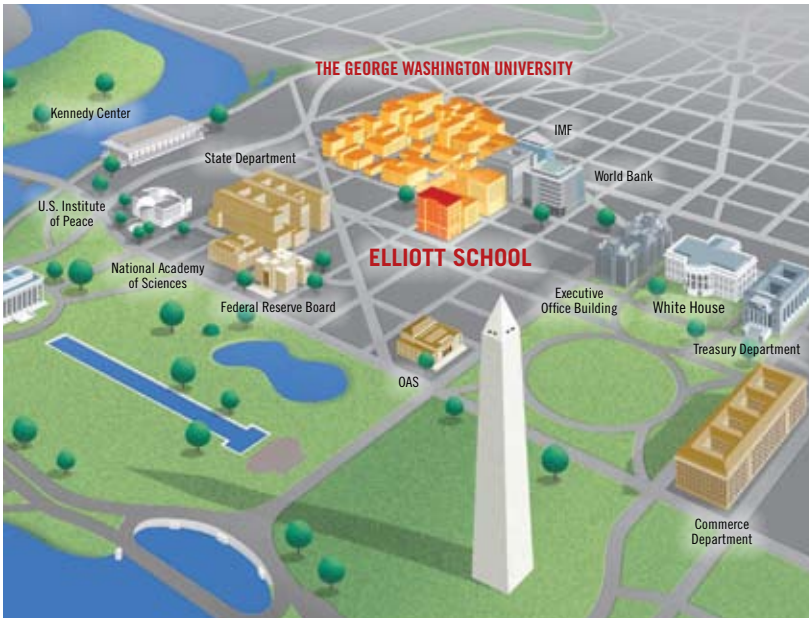 THE GEORGE WASHINGTON UNIVERSITY
Kennedy Center
IMF
State Department
World Bank
U.S. Institute
of Peace
ELLIOTT SCHOOL
National Academy
of Sciences
Federal Reserve Board
Executive
Office Building
White House
Treasury Department
OAS
Commerce
Department